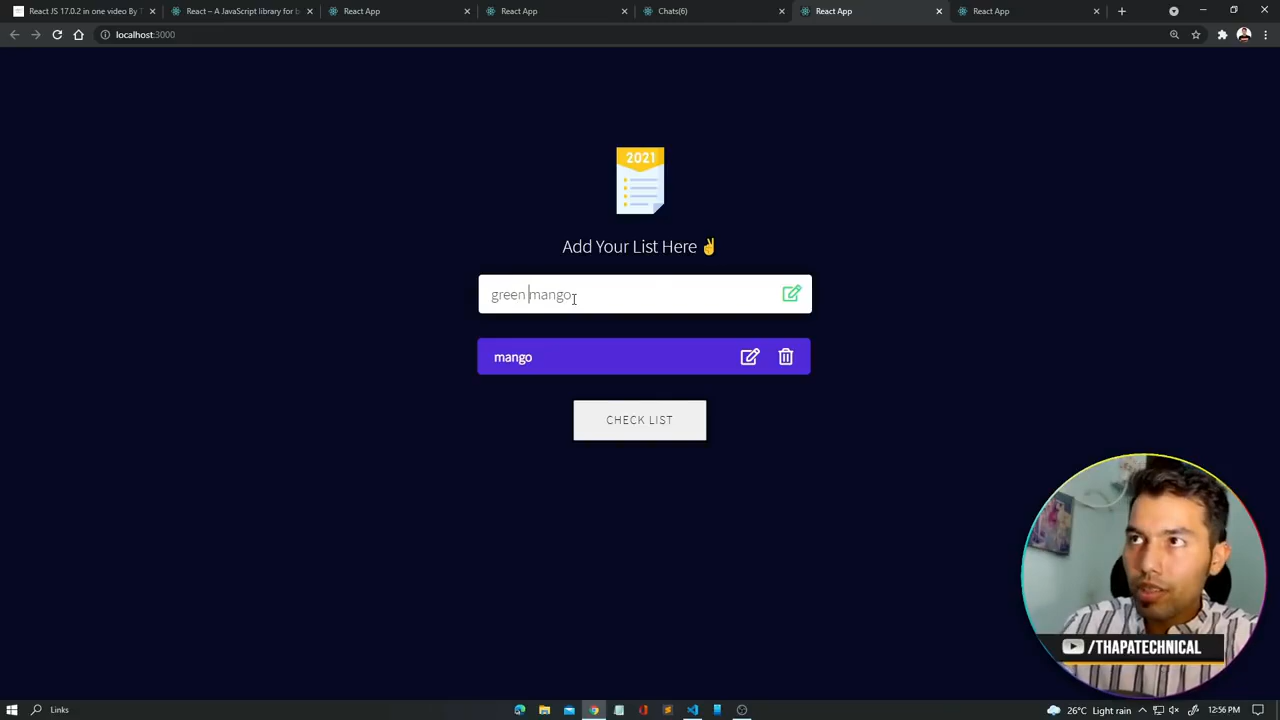 React JS 17.0.2 in one video By T
React – A JavaScript library for b
React App
React App
Chats(6)
React App
React App
localhost:3000
2021
Add Your List Here ✌
green mango
mango
CHECK LIST
/THAPATECHNICAL
Links
26°C Light rain
12:56 PM